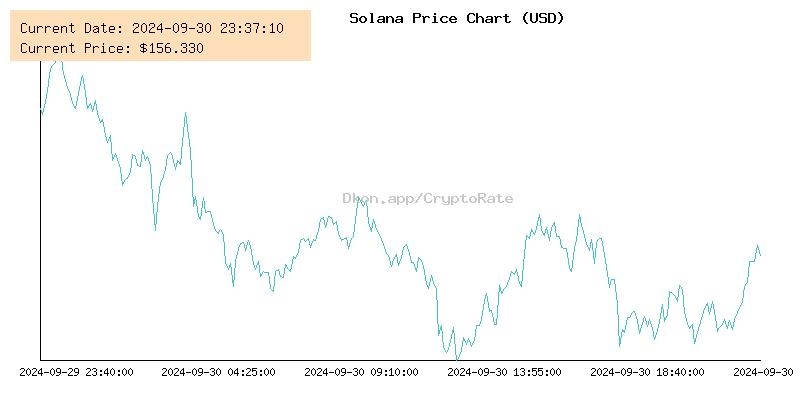 Solana Price Chart (USD)
Current Date: 2024-09-30 23:37:10
Current Price: $156.330
Dkon.app/CryptoRate
2024-09-29 23:40:00 2024-09-30 04:25:00 2024-09-30 09:10:00 2024-09-30 13:55:00 2024-09-30 18:40:00 2024-09-30